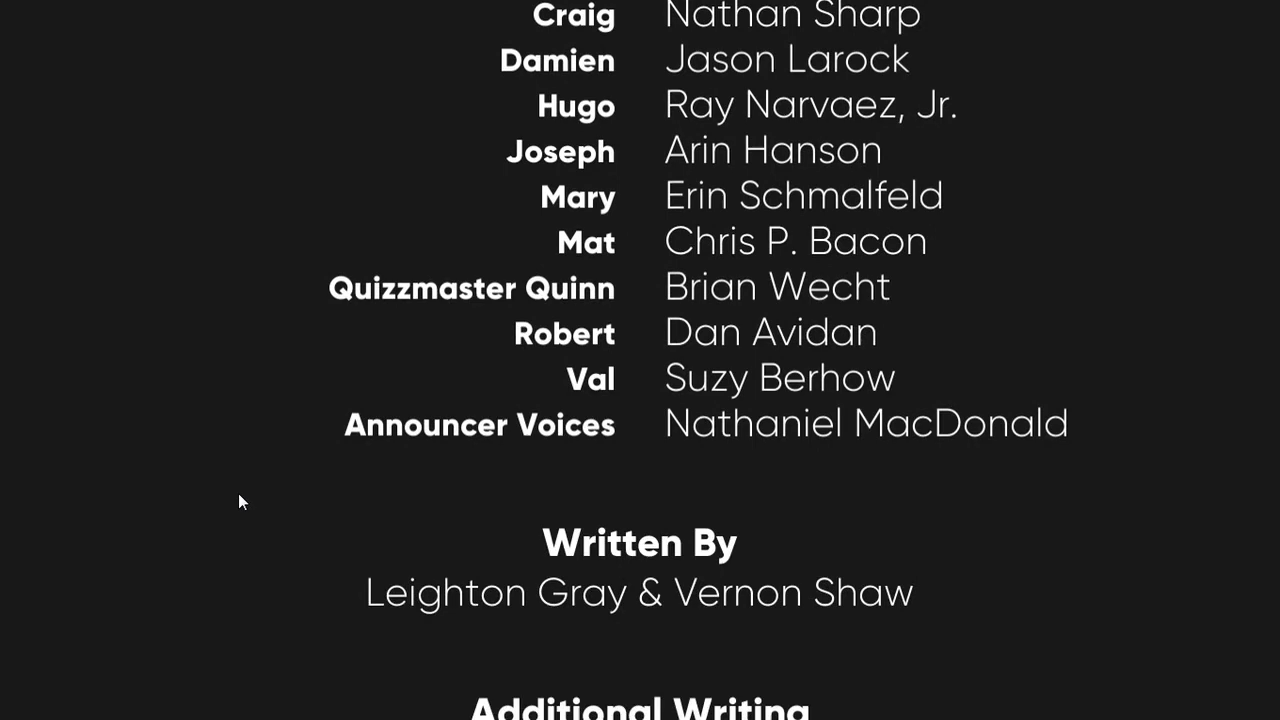 Craig Nathan Sharp
Damien Jason Larock
Hugo Ray Narvaez, Jr.
Joseph Arin Hanson
Mary Erin Schmalfeld
Mat Chris P. Bacon
Quizzmaster Quinn Brian Wecht
Robert Dan Avidan
Val Suzy Berhow
Announcer Voices Nathaniel MacDonald
Written By
Leighton Gray & Vernon Shaw
Additional Writing